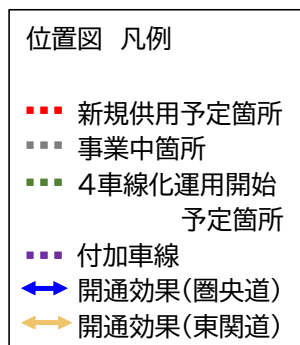 位置図 凡例
新規供用予定箇所
事業中箇所
4車線化運用開始
予定箇所
付加車線
開通効果(圏央道)
開通効果(東関道)